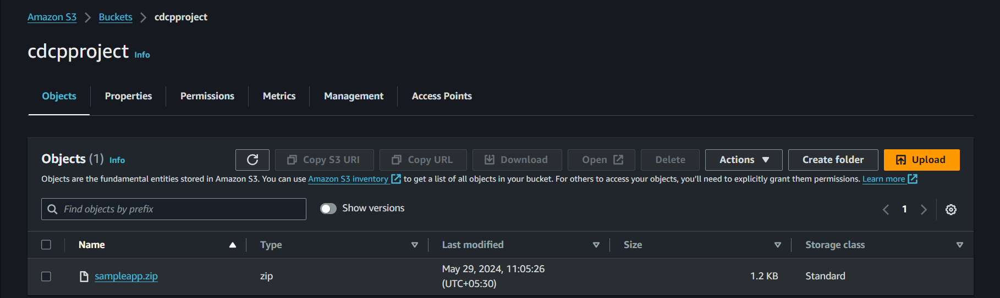 Amazon S3 > Buckets > cdcpproject
cdcpproject Info
Objects Properties Permissions Metrics Management Access Points
Objects (1) Info Copy S3 URI Copy URL Download Open Delete Actions Create folder Upload
Objects are the fundamental entities stored in Amazon S3. You can use Amazon S3 inventory to get a list of all objects in your bucket. For others to access your objects, you'll need to explicitly grant them permissions. Learn more
Find objects by prefix Show versions 1
Name Type Last modified Size Storage class
sampleapp.zip zip May 29, 2024, 11:05:26 (UTC+05:30) 1.2 KB Standard